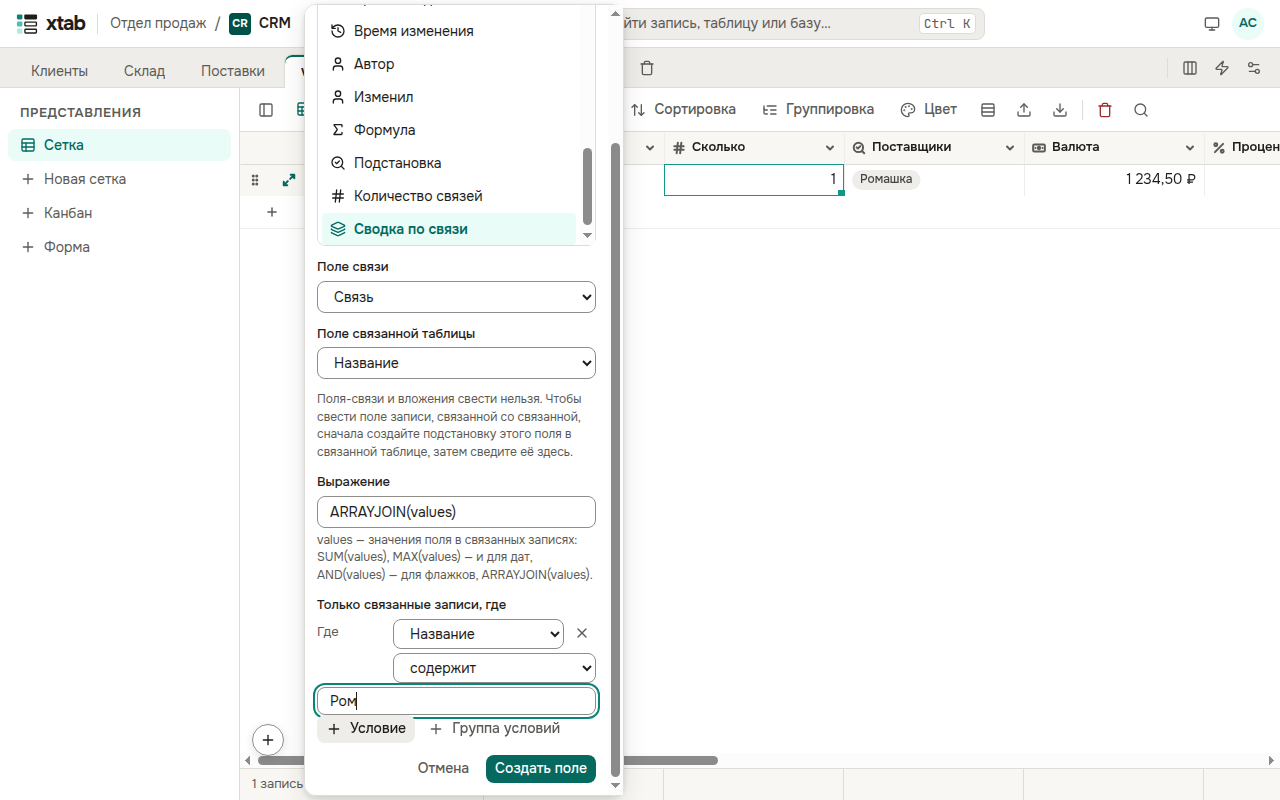 xtab
Отдел продаж / CR CRM
йти запись, таблицу или базу... Ctrl K
АС
Клиенты Склад Поставки
ПРЕДСТАВЛЕНИЯ
Сетка
Новая сетка
Канбан
Форма
Время изменения
Автор
Изменил
Формула
Подстановка
Количество связей
Сводка по связи
Поле связи
Связь
Поле связанной таблицы
Название
Поля-связи и вложения свести нельзя. Чтобы
свести поле записи, связанной со связанной,
сначала создайте подстановку этого поля в
связанной таблице, затем сведите её здесь.
Выражение
ARRAYJOIN(values)
values — значения поля в связанных записях:
SUM(values), MAX(values) — и для дат,
AND(values) — для флажков, ARRAYJOIN(values).
Только связанные записи, где
Где Название
содержит
Ром
Условие Группа условий
Отмена Создать поле
Сортировка Группировка Цвет
Сколько Поставщики Валюта Процен
1 Ромашка 1 234,50 ₽
1 запись